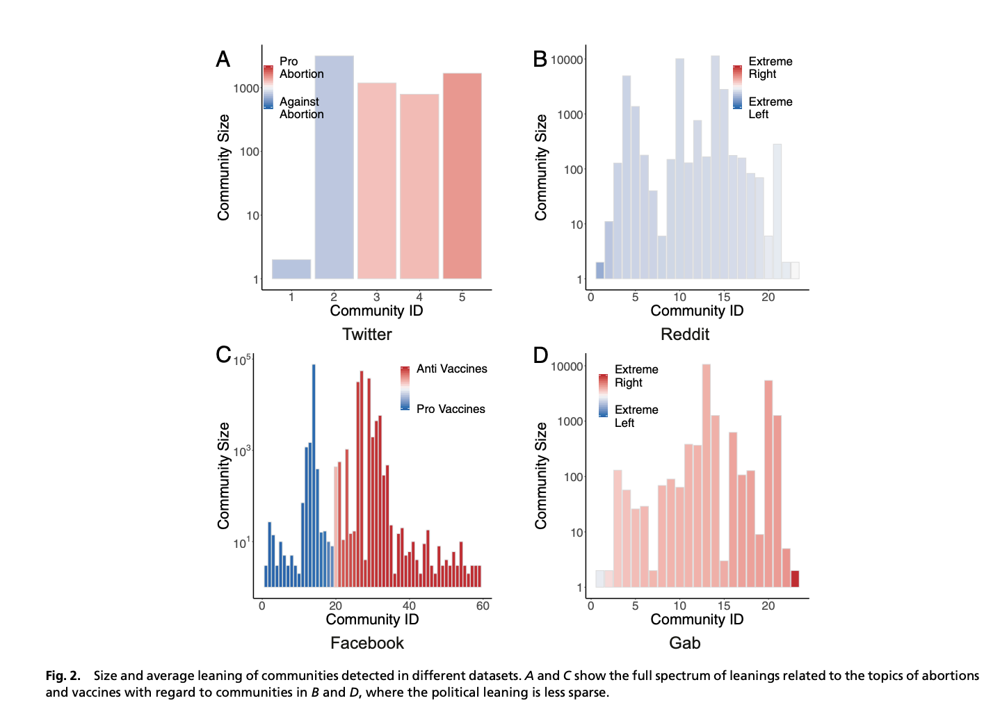 A
Pro
Abortion
Against
Abortion
Community Size
1000
100
10
1
1 2 3 4 5
Community ID
Twitter
B
Extreme
Right
Extreme
Left
Community Size
10000
1000
100
10
1
0 5 10 15 20
Community ID
Reddit
C
Anti Vaccines
Pro Vaccines
Community Size
10⁵
10³
10¹
0 20 40 60
Community ID
Facebook
D
Extreme
Right
Extreme
Left
Community Size
10000
1000
100
10
1
0 5 10 15 20
Community ID
Gab
Fig. 2. Size and average leaning of communities detected in different datasets. A and C show the full spectrum of leanings related to the topics of abortions
and vaccines with regard to communities in B and D, where the political leaning is less sparse.